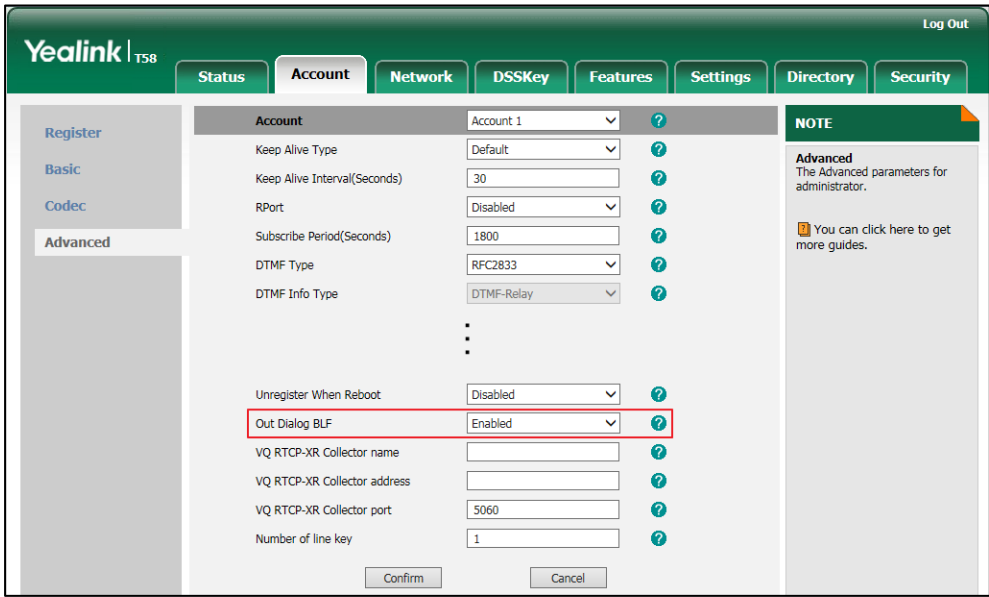 Log Out
Yealink T58
Status Account Network DSSKey Features Settings Directory Security
Register
Basic
Codec
Advanced
Account Account 1 ?
Keep Alive Type Default ?
Keep Alive Interval(Seconds) 30 ?
RPort Disabled ?
Subscribe Period(Seconds) 1800 ?
DTMF Type RFC2833 ?
DTMF Info Type DTMF-Relay ?
Unregister When Reboot Disabled ?
Out Dialog BLF Enabled ?
VQ RTCP-XR Collector name ?
VQ RTCP-XR Collector address ?
VQ RTCP-XR Collector port 5060 ?
Number of line key 1 ?
Confirm Cancel
NOTE
Advanced
The Advanced parameters for
administrator.
? You can click here to get
more guides.